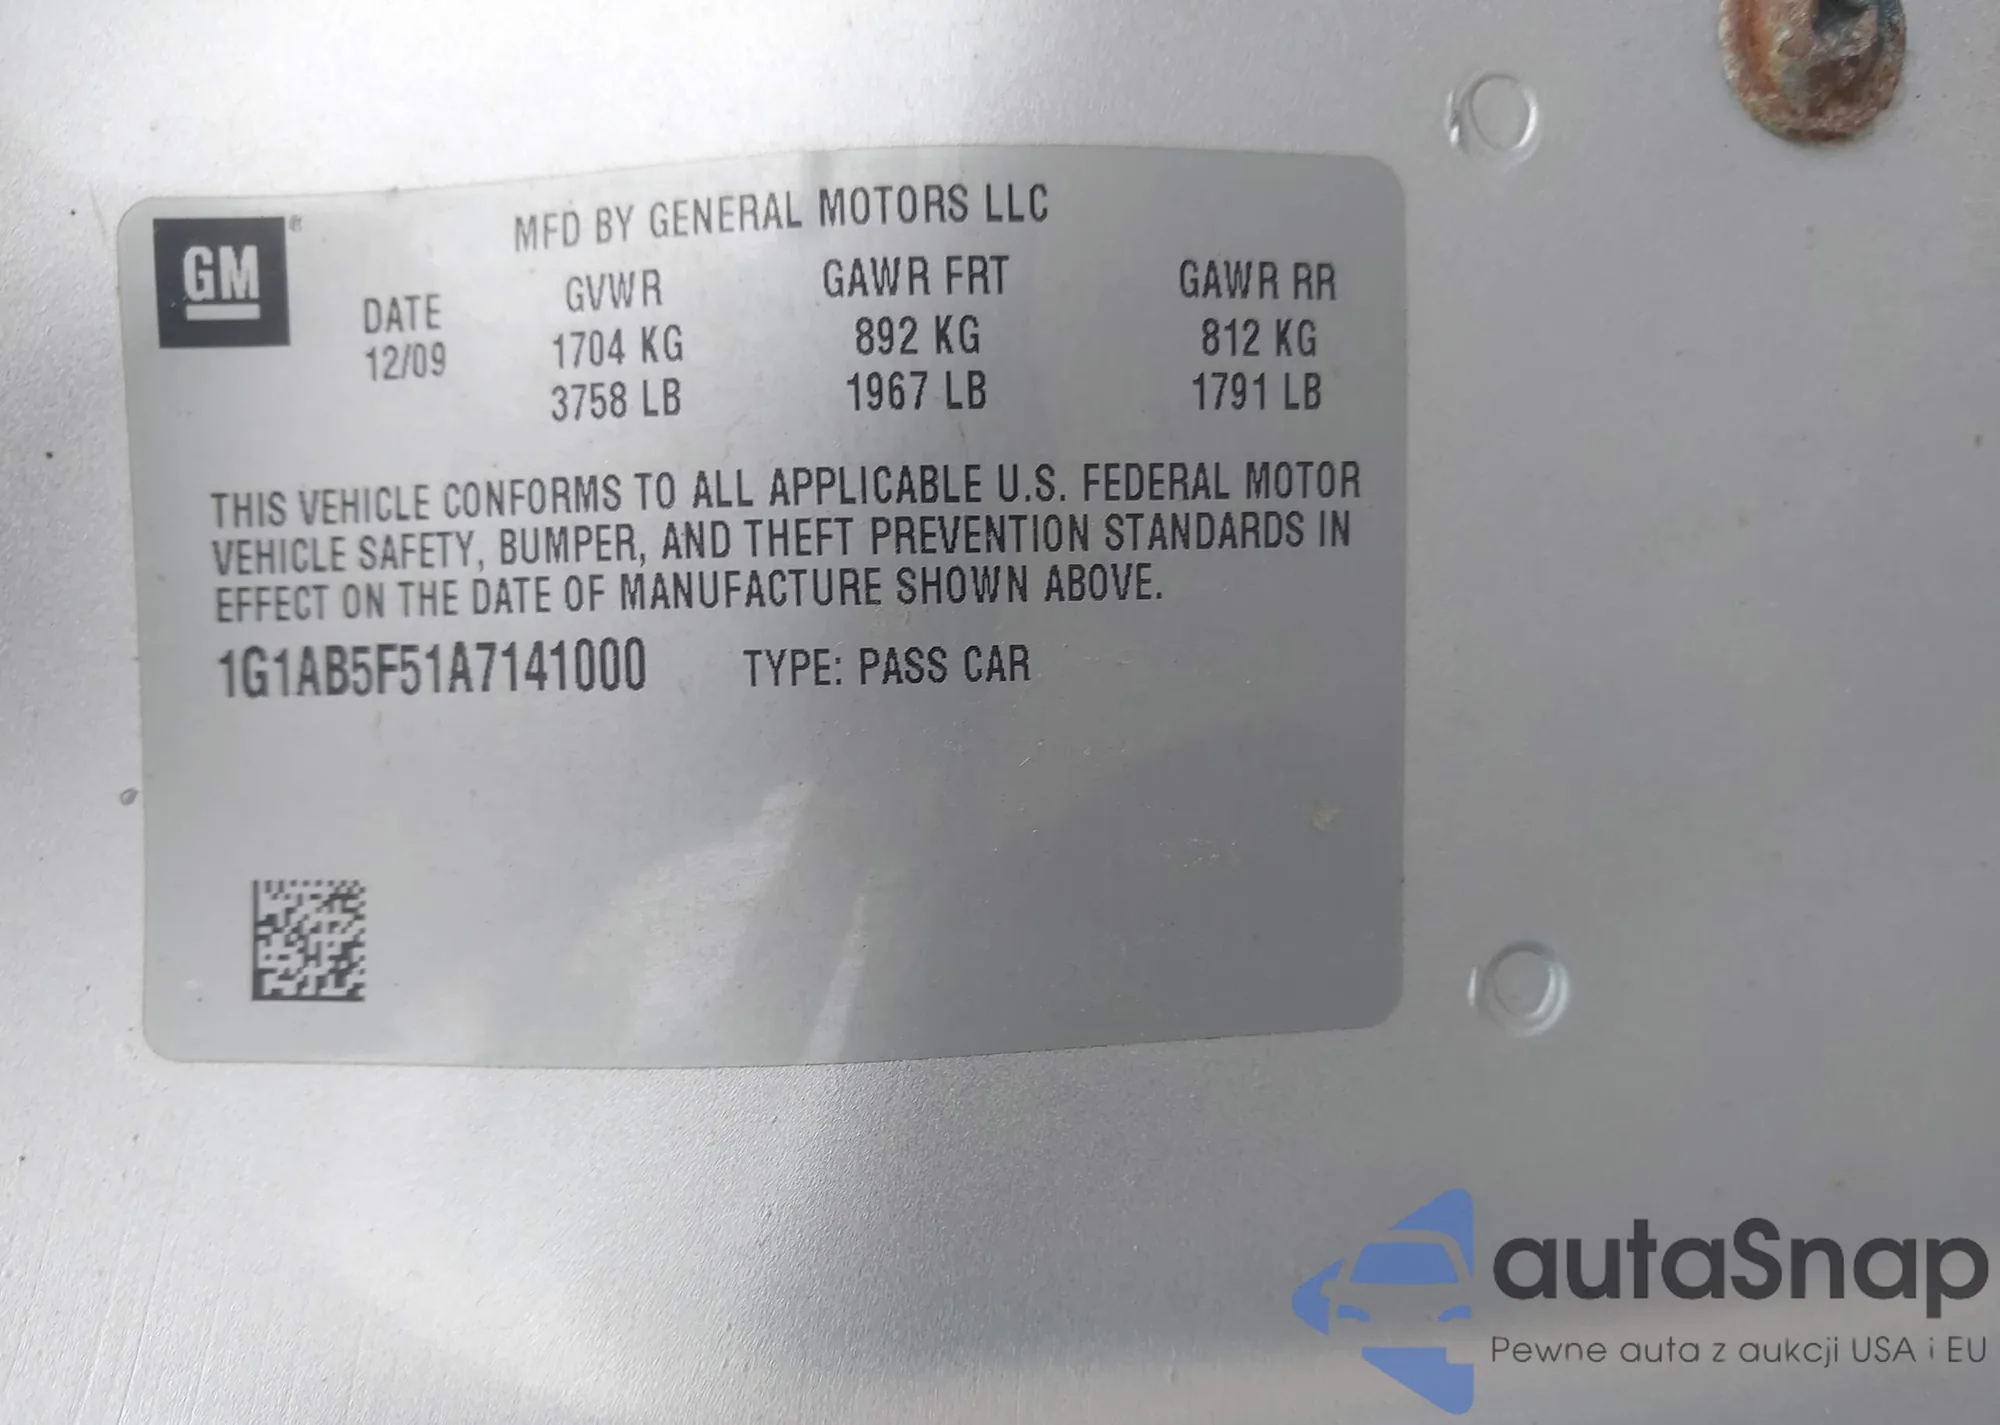 GM ®
MFD BY GENERAL MOTORS LLC
DATE GVWR GAWR FRT GAWR RR
12/09 1704 KG 892 KG 812 KG
3758 LB 1967 LB 1791 LB
THIS VEHICLE CONFORMS TO ALL APPLICABLE U.S. FEDERAL MOTOR
VEHICLE SAFETY, BUMPER, AND THEFT PREVENTION STANDARDS IN
EFFECT ON THE DATE OF MANUFACTURE SHOWN ABOVE.
1G1AB5F51A7141000 TYPE: PASS CAR
autaSnap
Pewne auta z aukcji USA i EU